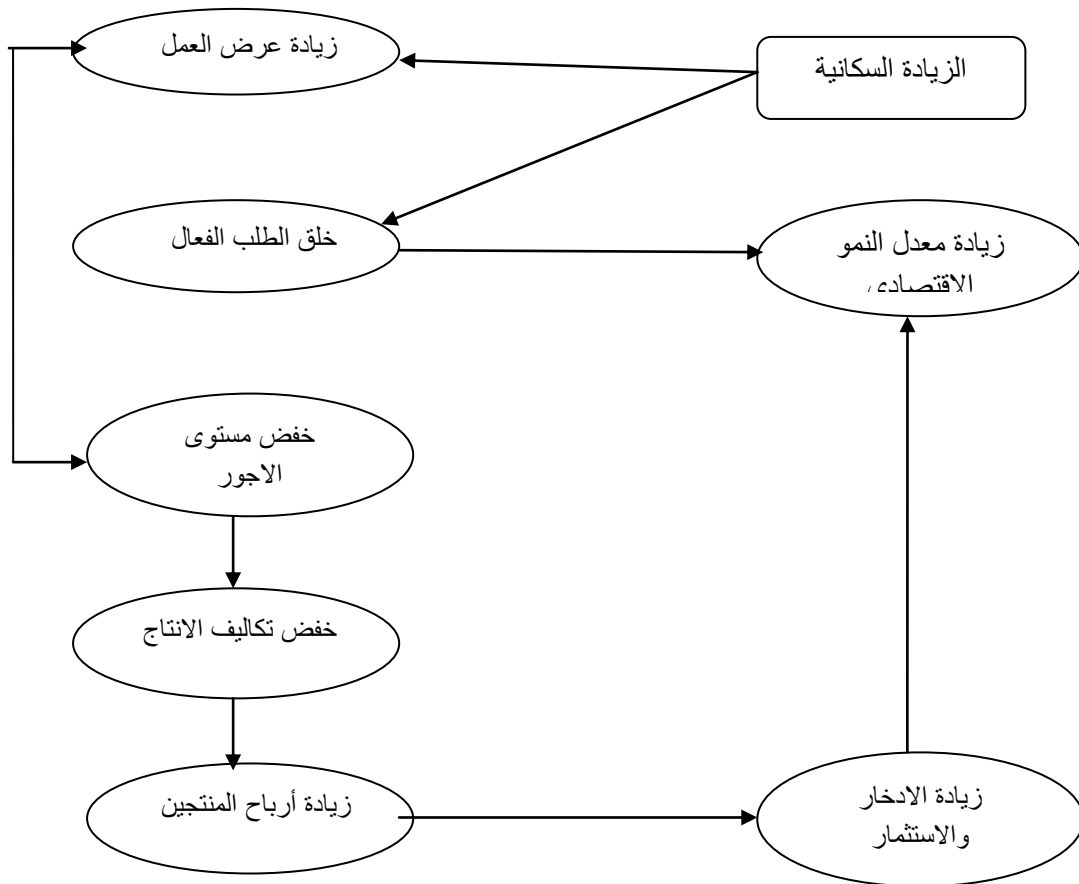 زيادة عرض العمل
الزيادة السكانية
خلق الطلب الفعال
زيادة معدل النمو
الاقتصادي
خفض مستوى
الاجور
خفض تكاليف الانتاج
زيادة أرباح المنتجين
زيادة الادخار
والاستثمار